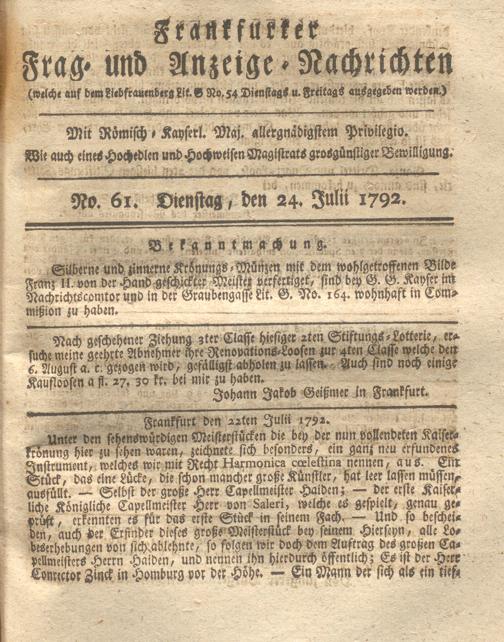 Frankfurter
Frag- und Anzeige-Nachrichten
(welche auf dem Liebfrauenberg Lit. G No. 54 Dienstags u. Freitags ausgegeben werden.)
Mit Römisch-Kayserl. Maj. allergnädigstem Privilegio.
Wie auch eines Hochedlen und Hochweisen Magistrats grosgünstiger Bewilligung.
No. 61. Dienstag, den 24. Julii 1792.
Bekanntmachung.
Silberne und zinnerne Krönungs-Münzen mit dem wohlgetroffenen Bilde
Franz II. von der Hand geschickter Meister verfertiget, sind bey G. G. Kayser im
Nachrichtscomtor und in der Graubengasse Lit. G. No. 164. wohnhaft in Com-
mission zu haben.
Nach geschehener Ziehung 3ter Classe hiesiger 2ten Stiftungs-Lotterie, er-
suche meine geehrte Abnehmer ihre Renovations-Loosen zur 4ten Classe welche den
6. August a. c. gezogen wird, gefälligst abholen zu lassen. Auch sind noch einige
Kaufloosen a fl. 27, 30 kr. bei mir zu haben.
Johann Jakob Geißmer in Frankfurt.
Frankfurt den 22ten Julii 1792.
Unter den sehenswürdigen Meisterstücken die bey der nun vollendeten Kaiser-
krönung hier zu sehen waren, zeichnete sich besonders, ein ganz neu erfundenes
Instrument, welches wir mit Recht Harmonica cœlestina nennen, aus. Ein
Stück, das eine Lücke, die schon mancher große Künstler, hat leer lassen müssen,
ausfüllt. — Selbst der große Herr Capellmeister Haiden; — der erste Kaiser-
liche Königliche Capellmeister Herr von Saleri, welche es gespielt, genau ge-
prüft, erkennten es für das erste Stück in seinem Fach. — Und so beschei-
den, auch der Erfinder dieses große Meisterstück bey seinem Hierseyn, alle Lo-
beserhebungen von sich ablehnte, so folgen wir doch dem Auftrag des großen Ca-
pellmeisters Herrn Haiden, und nennen ihn hierdurch öffentlich; Es ist der Herr
Conrector Zinck in Homburg vor der Höhe. — Ein Mann der sich als ein tief-